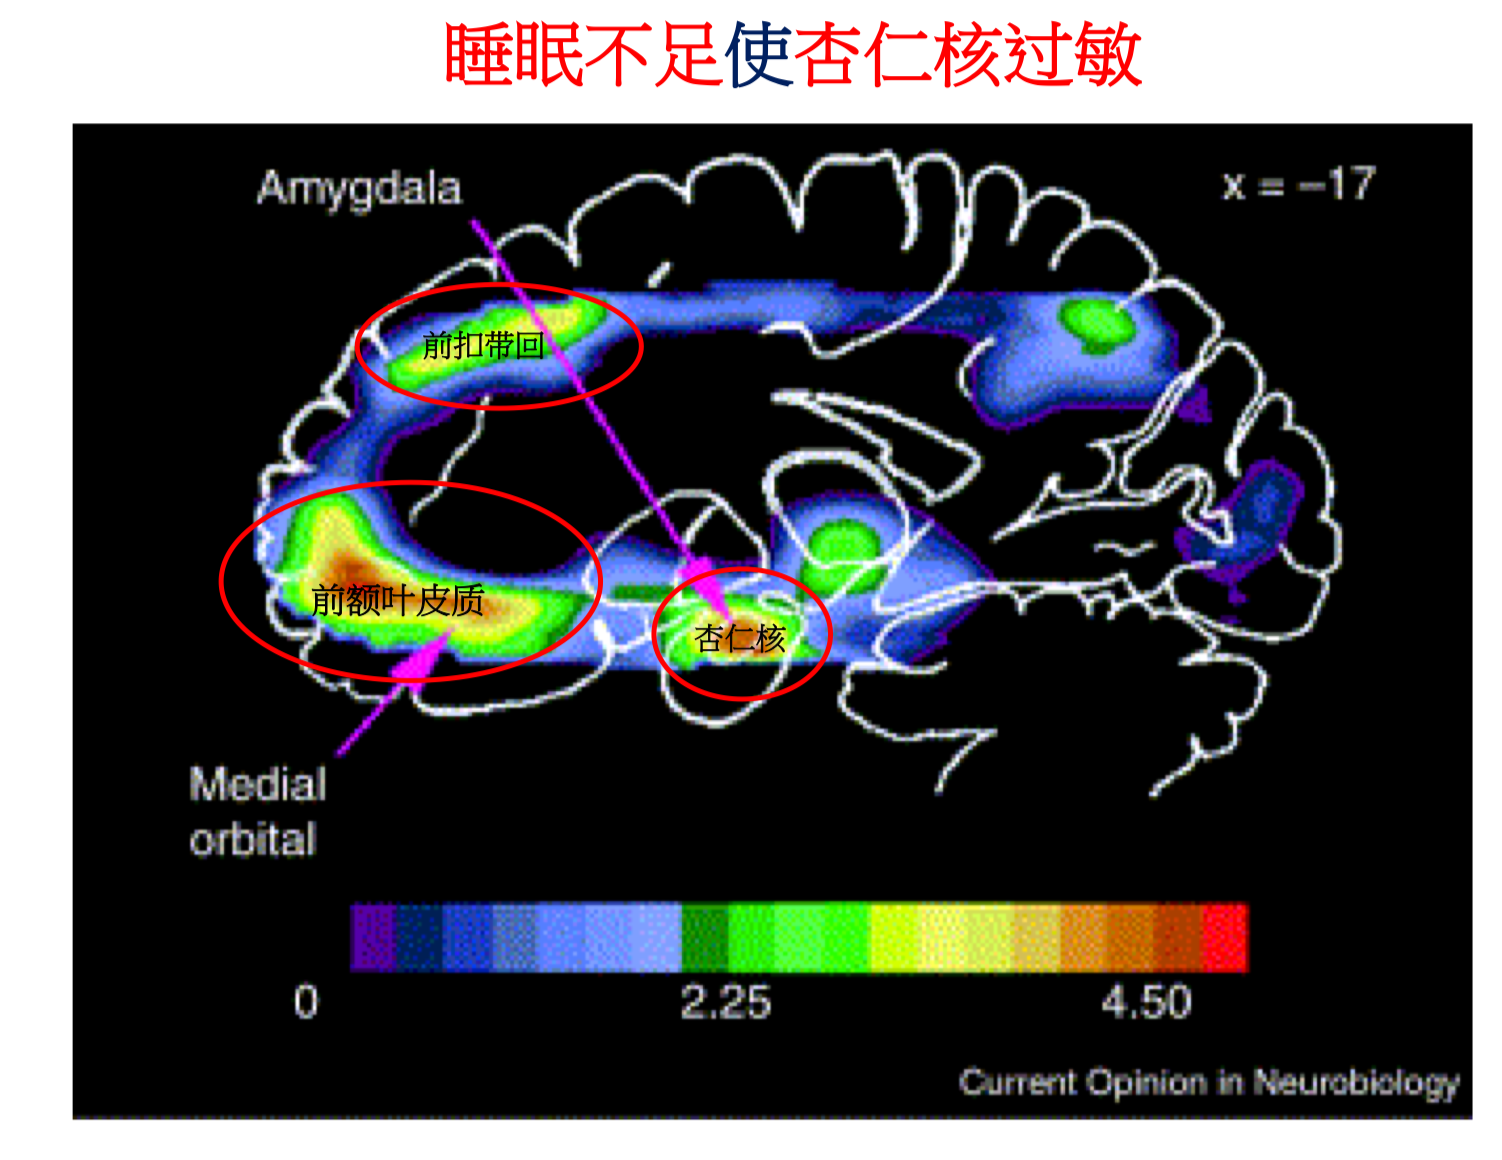 睡眠不足使杏仁核过敏
Amygdala
x = −17
前扣带回
前额叶皮质
杏仁核
Medial
orbital
0
2.25
4.50
Current Opinion in Neurobiology